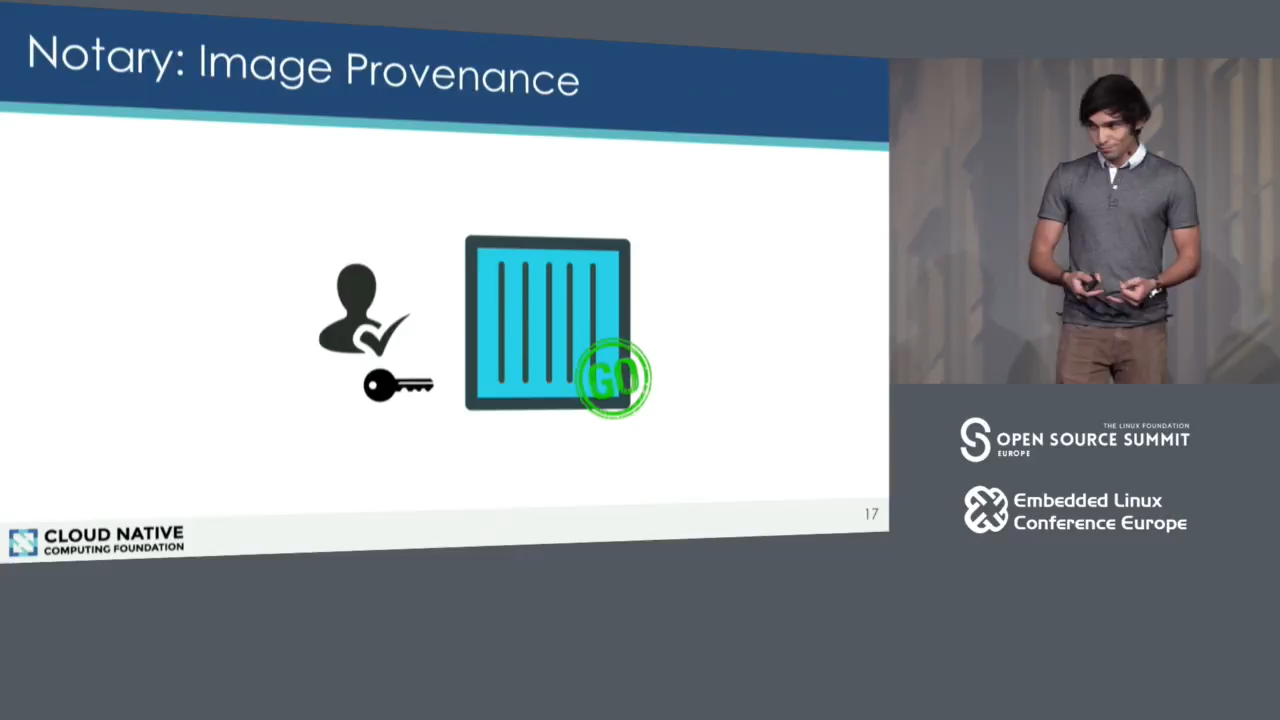 Notary: Image Provenance
GO
CLOUD NATIVE
COMPUTING FOUNDATION
17
THE LINUX FOUNDATION
OPEN SOURCE SUMMIT
EUROPE
Embedded Linux
Conference Europe